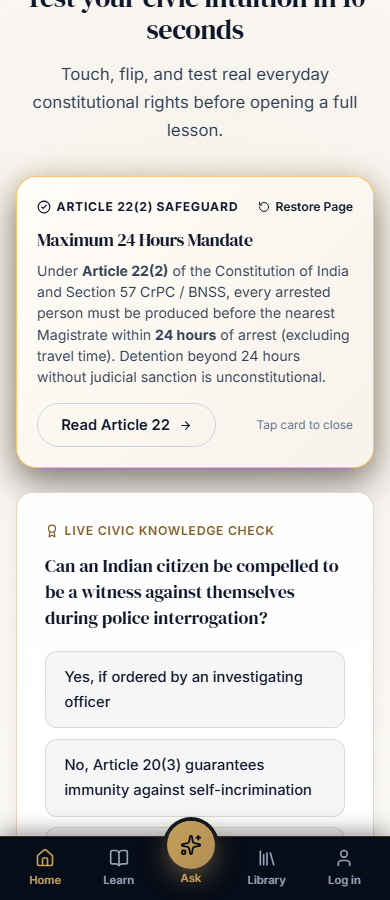 Test your civic intuition in 10
seconds
Touch, flip, and test real everyday
constitutional rights before opening a full
lesson.
ARTICLE 22(2) SAFEGUARD
Restore Page
Maximum 24 Hours Mandate
Under Article 22(2) of the Constitution of India
and Section 57 CrPC / BNSS, every arrested
person must be produced before the nearest
Magistrate within 24 hours of arrest (excluding
travel time). Detention beyond 24 hours
without judicial sanction is unconstitutional.
Read Article 22 →
Tap card to close
LIVE CIVIC KNOWLEDGE CHECK
Can an Indian citizen be compelled to
be a witness against themselves
during police interrogation?
Yes, if ordered by an investigating
officer
No, Article 20(3) guarantees
immunity against self-incrimination
Home
Learn
Ask
Library
Log in